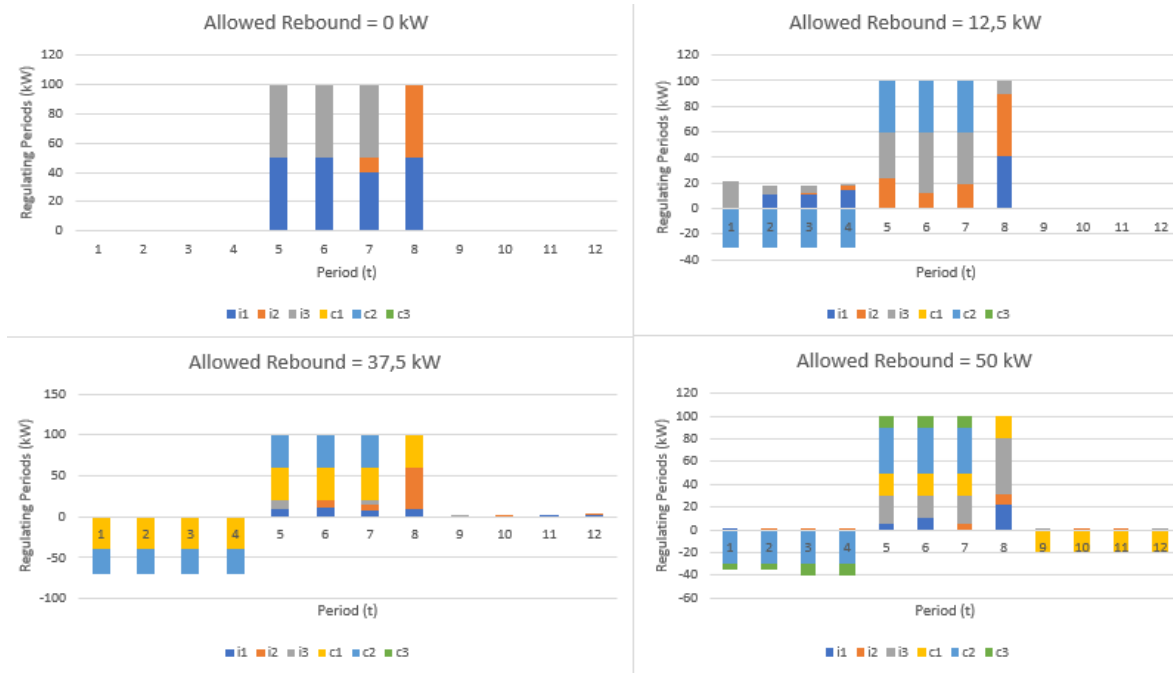 Allowed Rebound = 0 kW
Regulating Periods (kW)
120
100
80
60
40
20
0
1 2 3 4 5 6 7 8 9 10 11 12
Period (t)
i1 i2 i3 c1 c2 c3
Allowed Rebound = 12,5 kW
Regulating Periods (kW)
120
100
80
60
40
20
0
-20
-40
1 2 3 4 5 6 7 8 9 10 11 12
Period (t)
i1 i2 i3 c1 c2 c3
Allowed Rebound = 37,5 kW
Regulating Periods (kW)
150
100
50
0
-50
-100
1 2 3 4 5 6 7 8 9 10 11 12
Period (t)
i1 i2 i3 c1 c2 c3
Allowed Rebound = 50 kW
Regulating Periods (kW)
120
100
80
60
40
20
0
-20
-40
-60
1 2 3 4 5 6 7 8 9 10 11 12
Period (t)
i1 i2 i3 c1 c2 c3